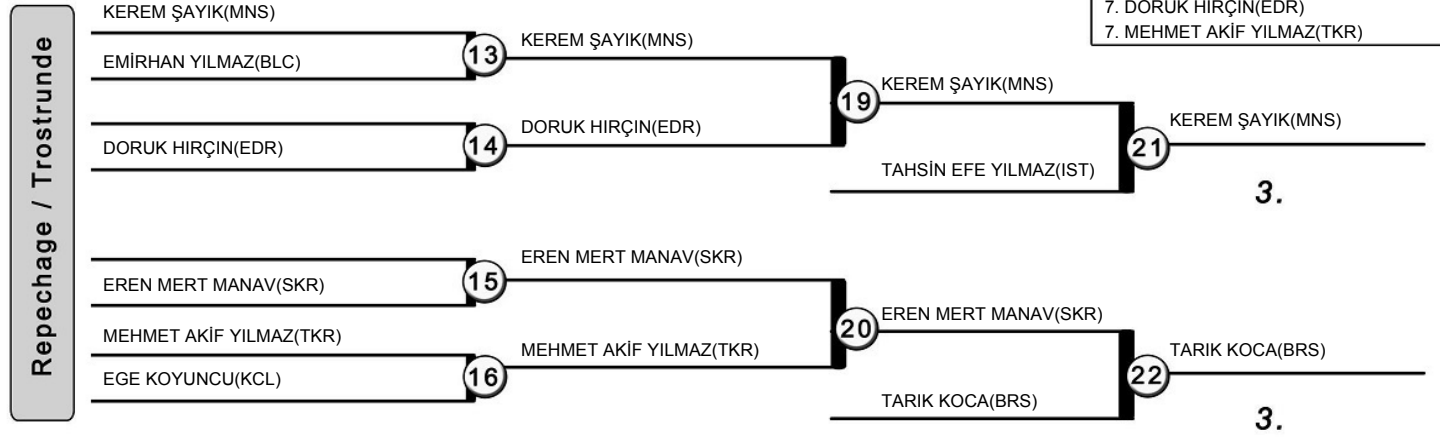 Repechage / Trostrunde
7. DORUK HIRÇIN(EDR)
7. MEHMET AKİF YILMAZ(TKR)
KEREM ŞAYIK(MNS)
EMİRHAN YILMAZ(BLC)
13
KEREM ŞAYIK(MNS)
DORUK HIRÇIN(EDR)
14
DORUK HIRÇIN(EDR)
19
KEREM ŞAYIK(MNS)
TAHSİN EFE YILMAZ(IST)
21
KEREM ŞAYIK(MNS)
3.
EREN MERT MANAV(SKR)
15
EREN MERT MANAV(SKR)
MEHMET AKİF YILMAZ(TKR)
EGE KOYUNCU(KCL)
16
MEHMET AKİF YILMAZ(TKR)
20
EREN MERT MANAV(SKR)
TARIK KOCA(BRS)
22
TARIK KOCA(BRS)
3.